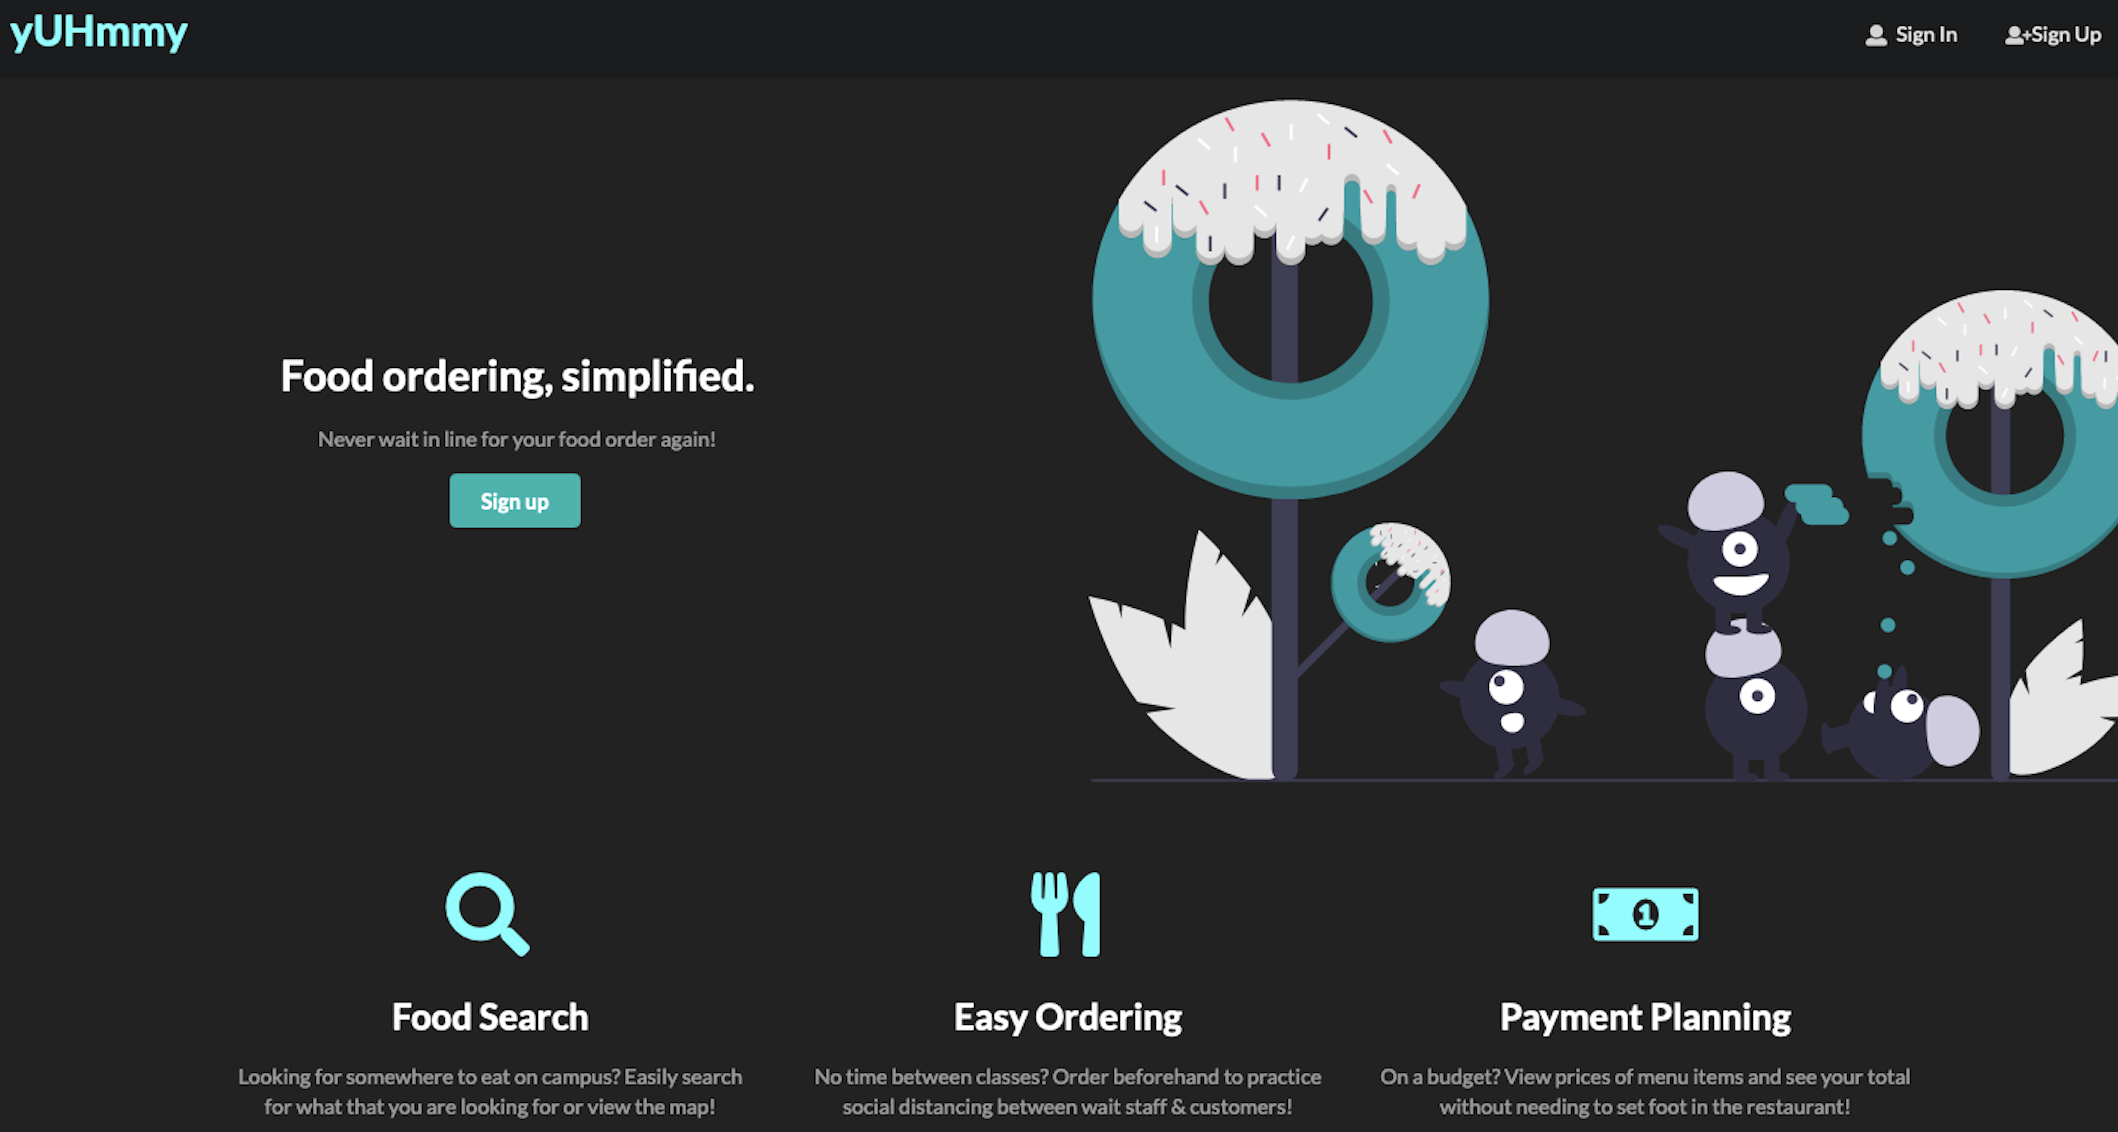 yUHmmy
Sign In
Sign Up
Food ordering, simplified.
Never wait in line for your food order again!
Sign up
1
Food Search
Easy Ordering
Payment Planning
Looking for somewhere to eat on campus? Easily search
for what that you are looking for or view the map!
No time between classes? Order beforehand to practice
social distancing between wait staff & customers!
On a budget? View prices of menu items and see your total
without needing to set foot in the restaurant!